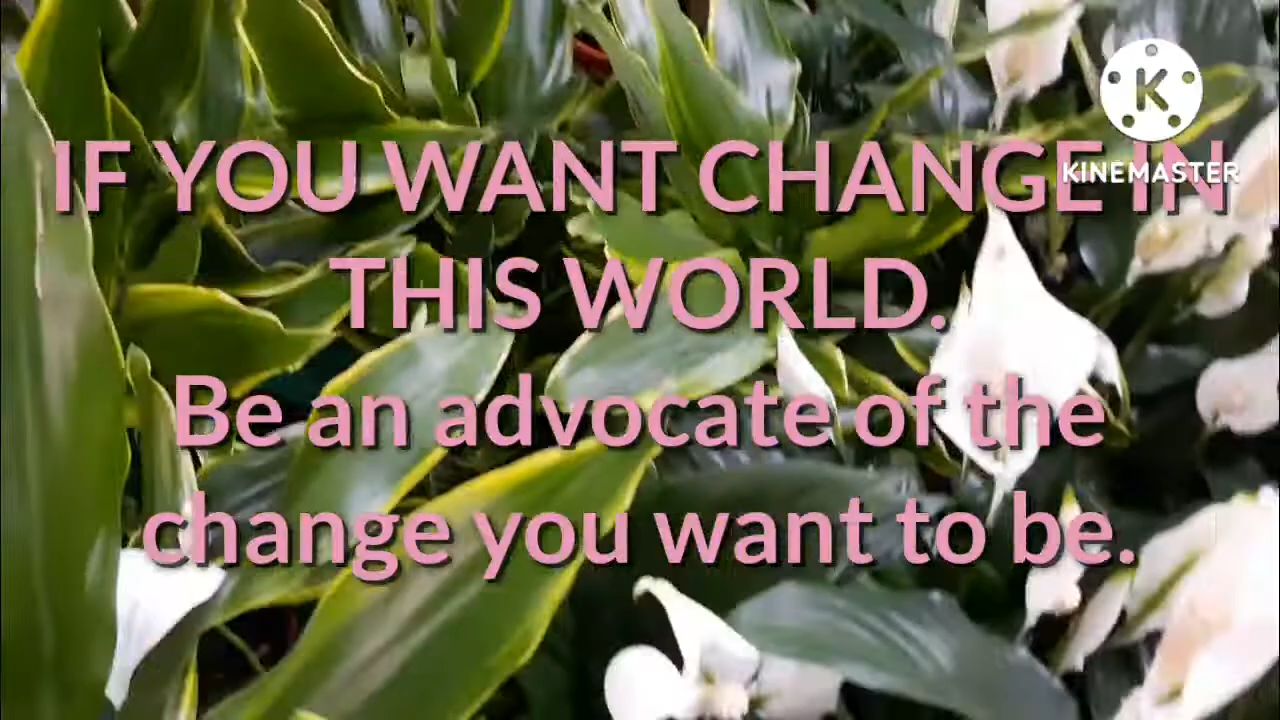 IF YOU WANT CHANGE IN
THIS WORLD.
Be an advocate of the
change you want to be.
K
KINEMASTER